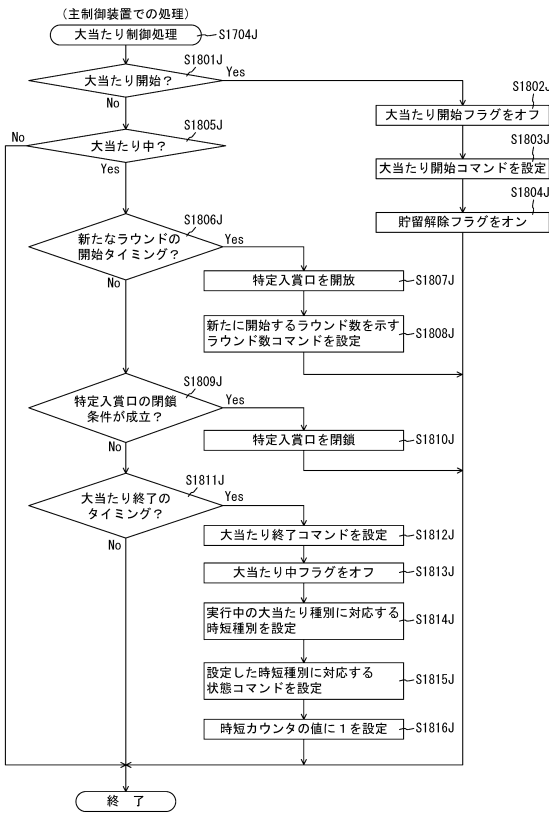 （主制御装置での処理）
大当たり制御処理
S1704J
S1801J
大当たり開始？
Yes
No
S1802J
大当たり開始フラグをオフ
S1803J
大当たり開始コマンドを設定
S1804J
貯留解除フラグをオン
S1805J
No
大当たり中？
Yes
S1806J
新たなラウンドの
開始タイミング？
Yes
No
特定入賞口を開放
S1807J
新たに開始するラウンド数を示す
ラウンド数コマンドを設定
S1808J
S1809J
特定入賞口の閉鎖
条件が成立？
Yes
No
特定入賞口を閉鎖
S1810J
S1811J
大当たり終了の
タイミング？
Yes
No
大当たり終了コマンドを設定
S1812J
大当たり中フラグをオフ
S1813J
実行中の大当たり種別に対応する
時短種別を設定
S1814J
設定した時短種別に対応する
状態コマンドを設定
S1815J
時短カウンタの値に１を設定
S1816J
終　了